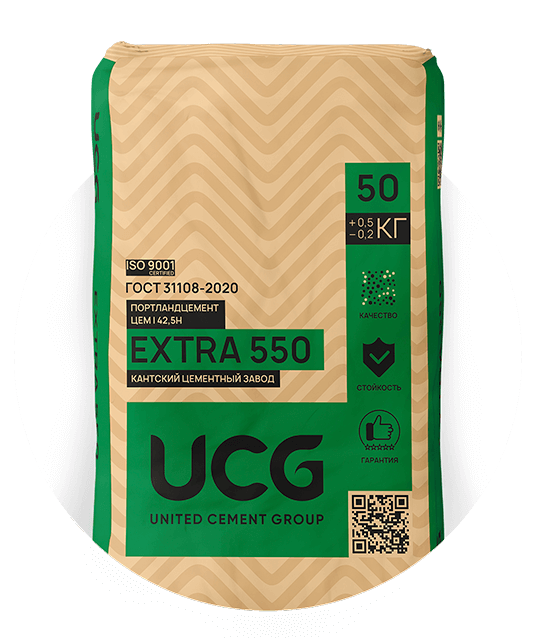 50
+0,5
−0,2 КГ
ISO 9001
CERTIFIED
ГОСТ 31108-2020
ПОРТЛАНДЦЕМЕНТ
ЦЕМ I 42,5Н
EXTRA 550
КАНТСКИЙ ЦЕМЕНТНЫЙ ЗАВОД
КАЧЕСТВО
СТОЙКОСТЬ
ГАРАНТИЯ
UCG
UNITED CEMENT GROUP
UCG